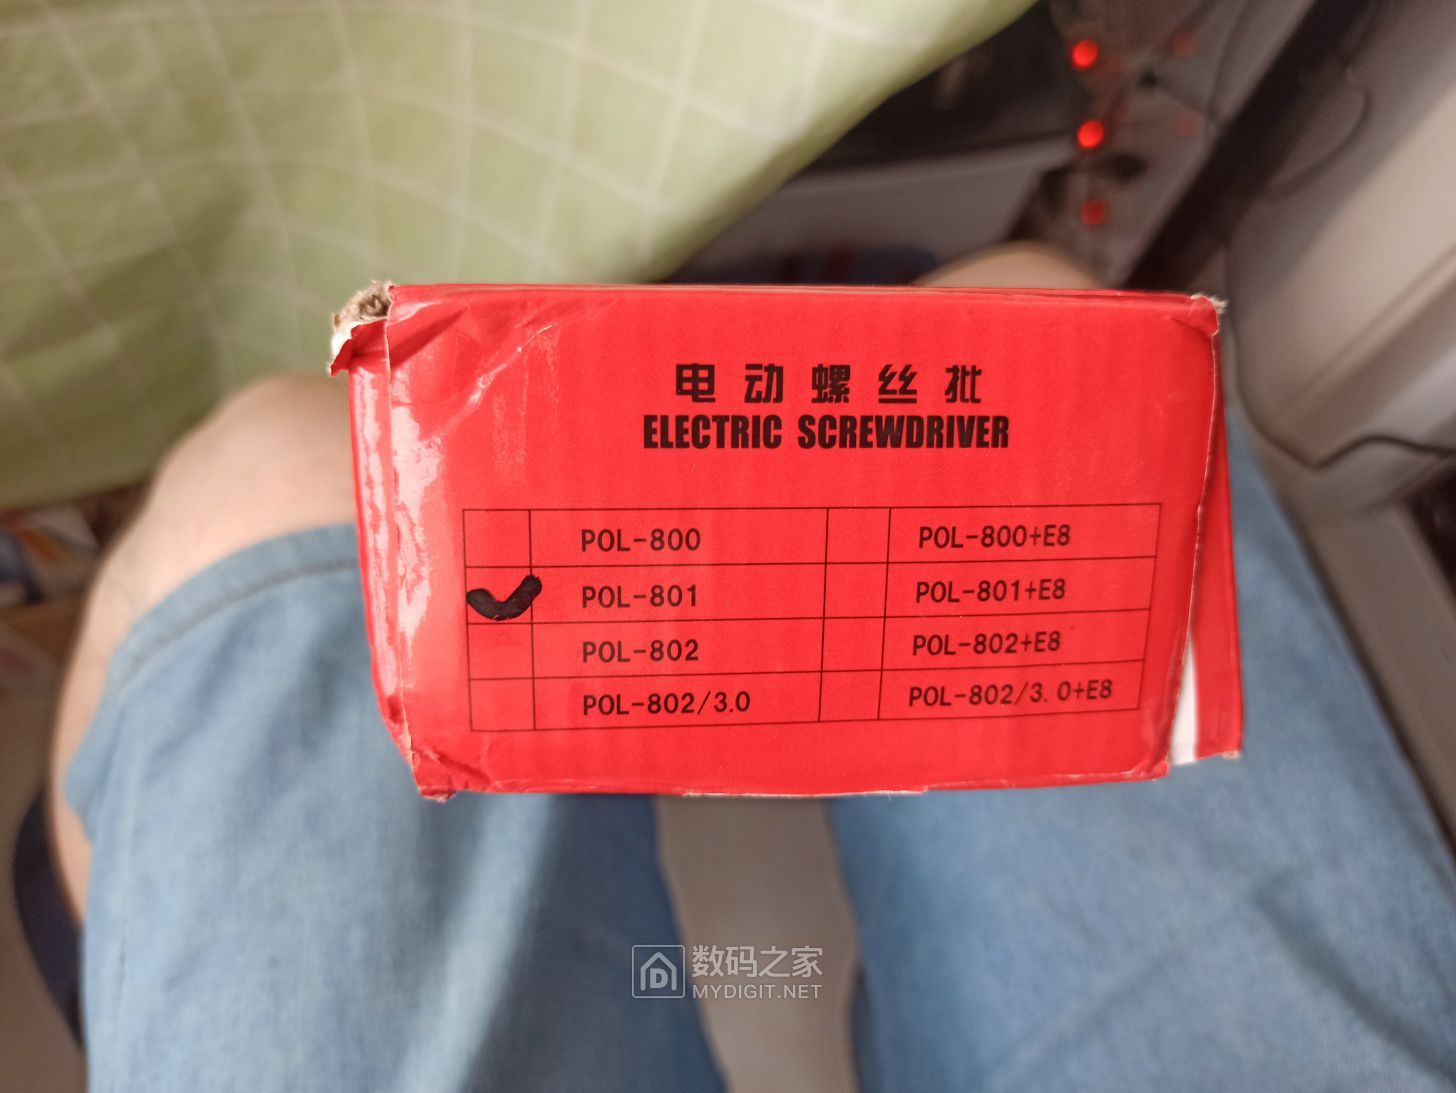 电动螺丝批
ELECTRIC SCREWDRIVER
POL-800 POL-800+E8
POL-801 POL-801+E8
POL-802 POL-802+E8
POL-802/3.0 POL-802/3.0+E8
数码之家
MYDIGIT.NET